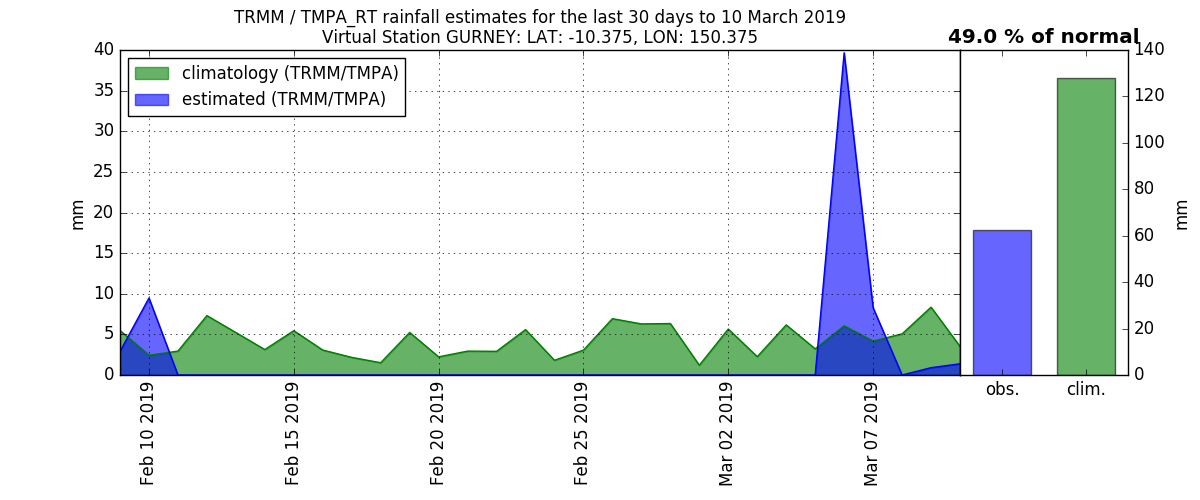 TRMM / TMPA_RT rainfall estimates for the last 30 days to 10 March 2019
Virtual Station GURNEY: LAT: -10.375, LON: 150.375
49.0 % of normal
climatology (TRMM/TMPA)
estimated (TRMM/TMPA)
mm
40
35
30
25
20
15
10
5
0
Feb 10 2019
Feb 15 2019
Feb 20 2019
Feb 25 2019
Mar 02 2019
Mar 07 2019
obs.
clim.
140
120
100
80
60
40
20
0
mm